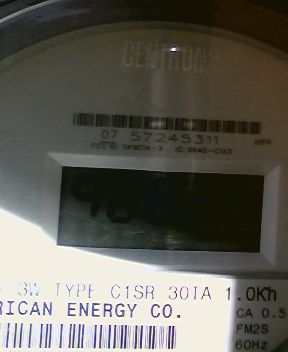 CENTRON
07 57245311
3W TYPE C1SR 30TA 1.0Kh
RICAN ENERGY CO.
CA 0.5
FM2S
60Hz